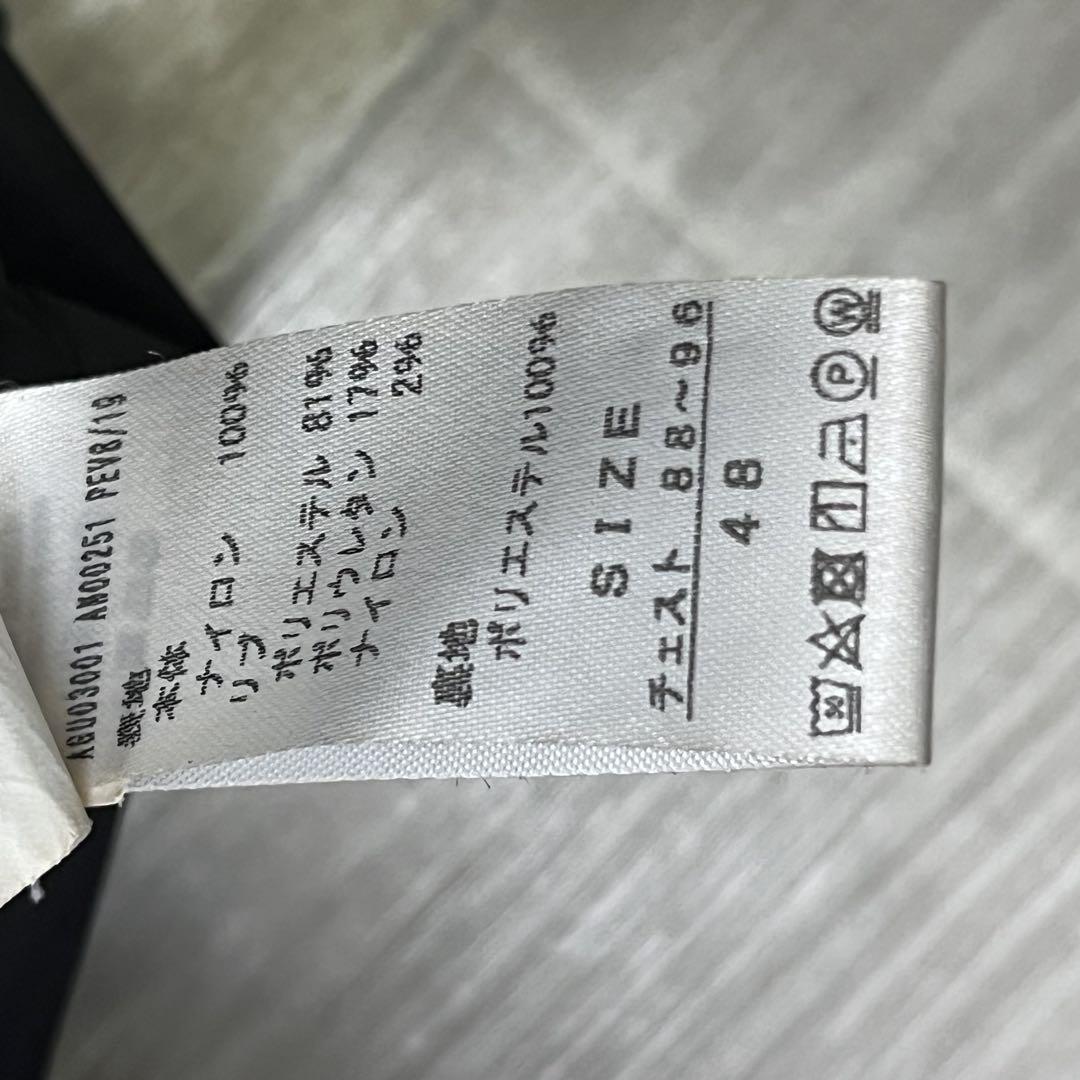 AGU03001 AN00251 PEV8/19
表地
本体
ナイロン 100%
リブ
ポリエステル 81%
ポリウレタン 17%
ナイロン 2%
裏地
ポリエステル100%
SIZE
チェスト 88~96
48
P W